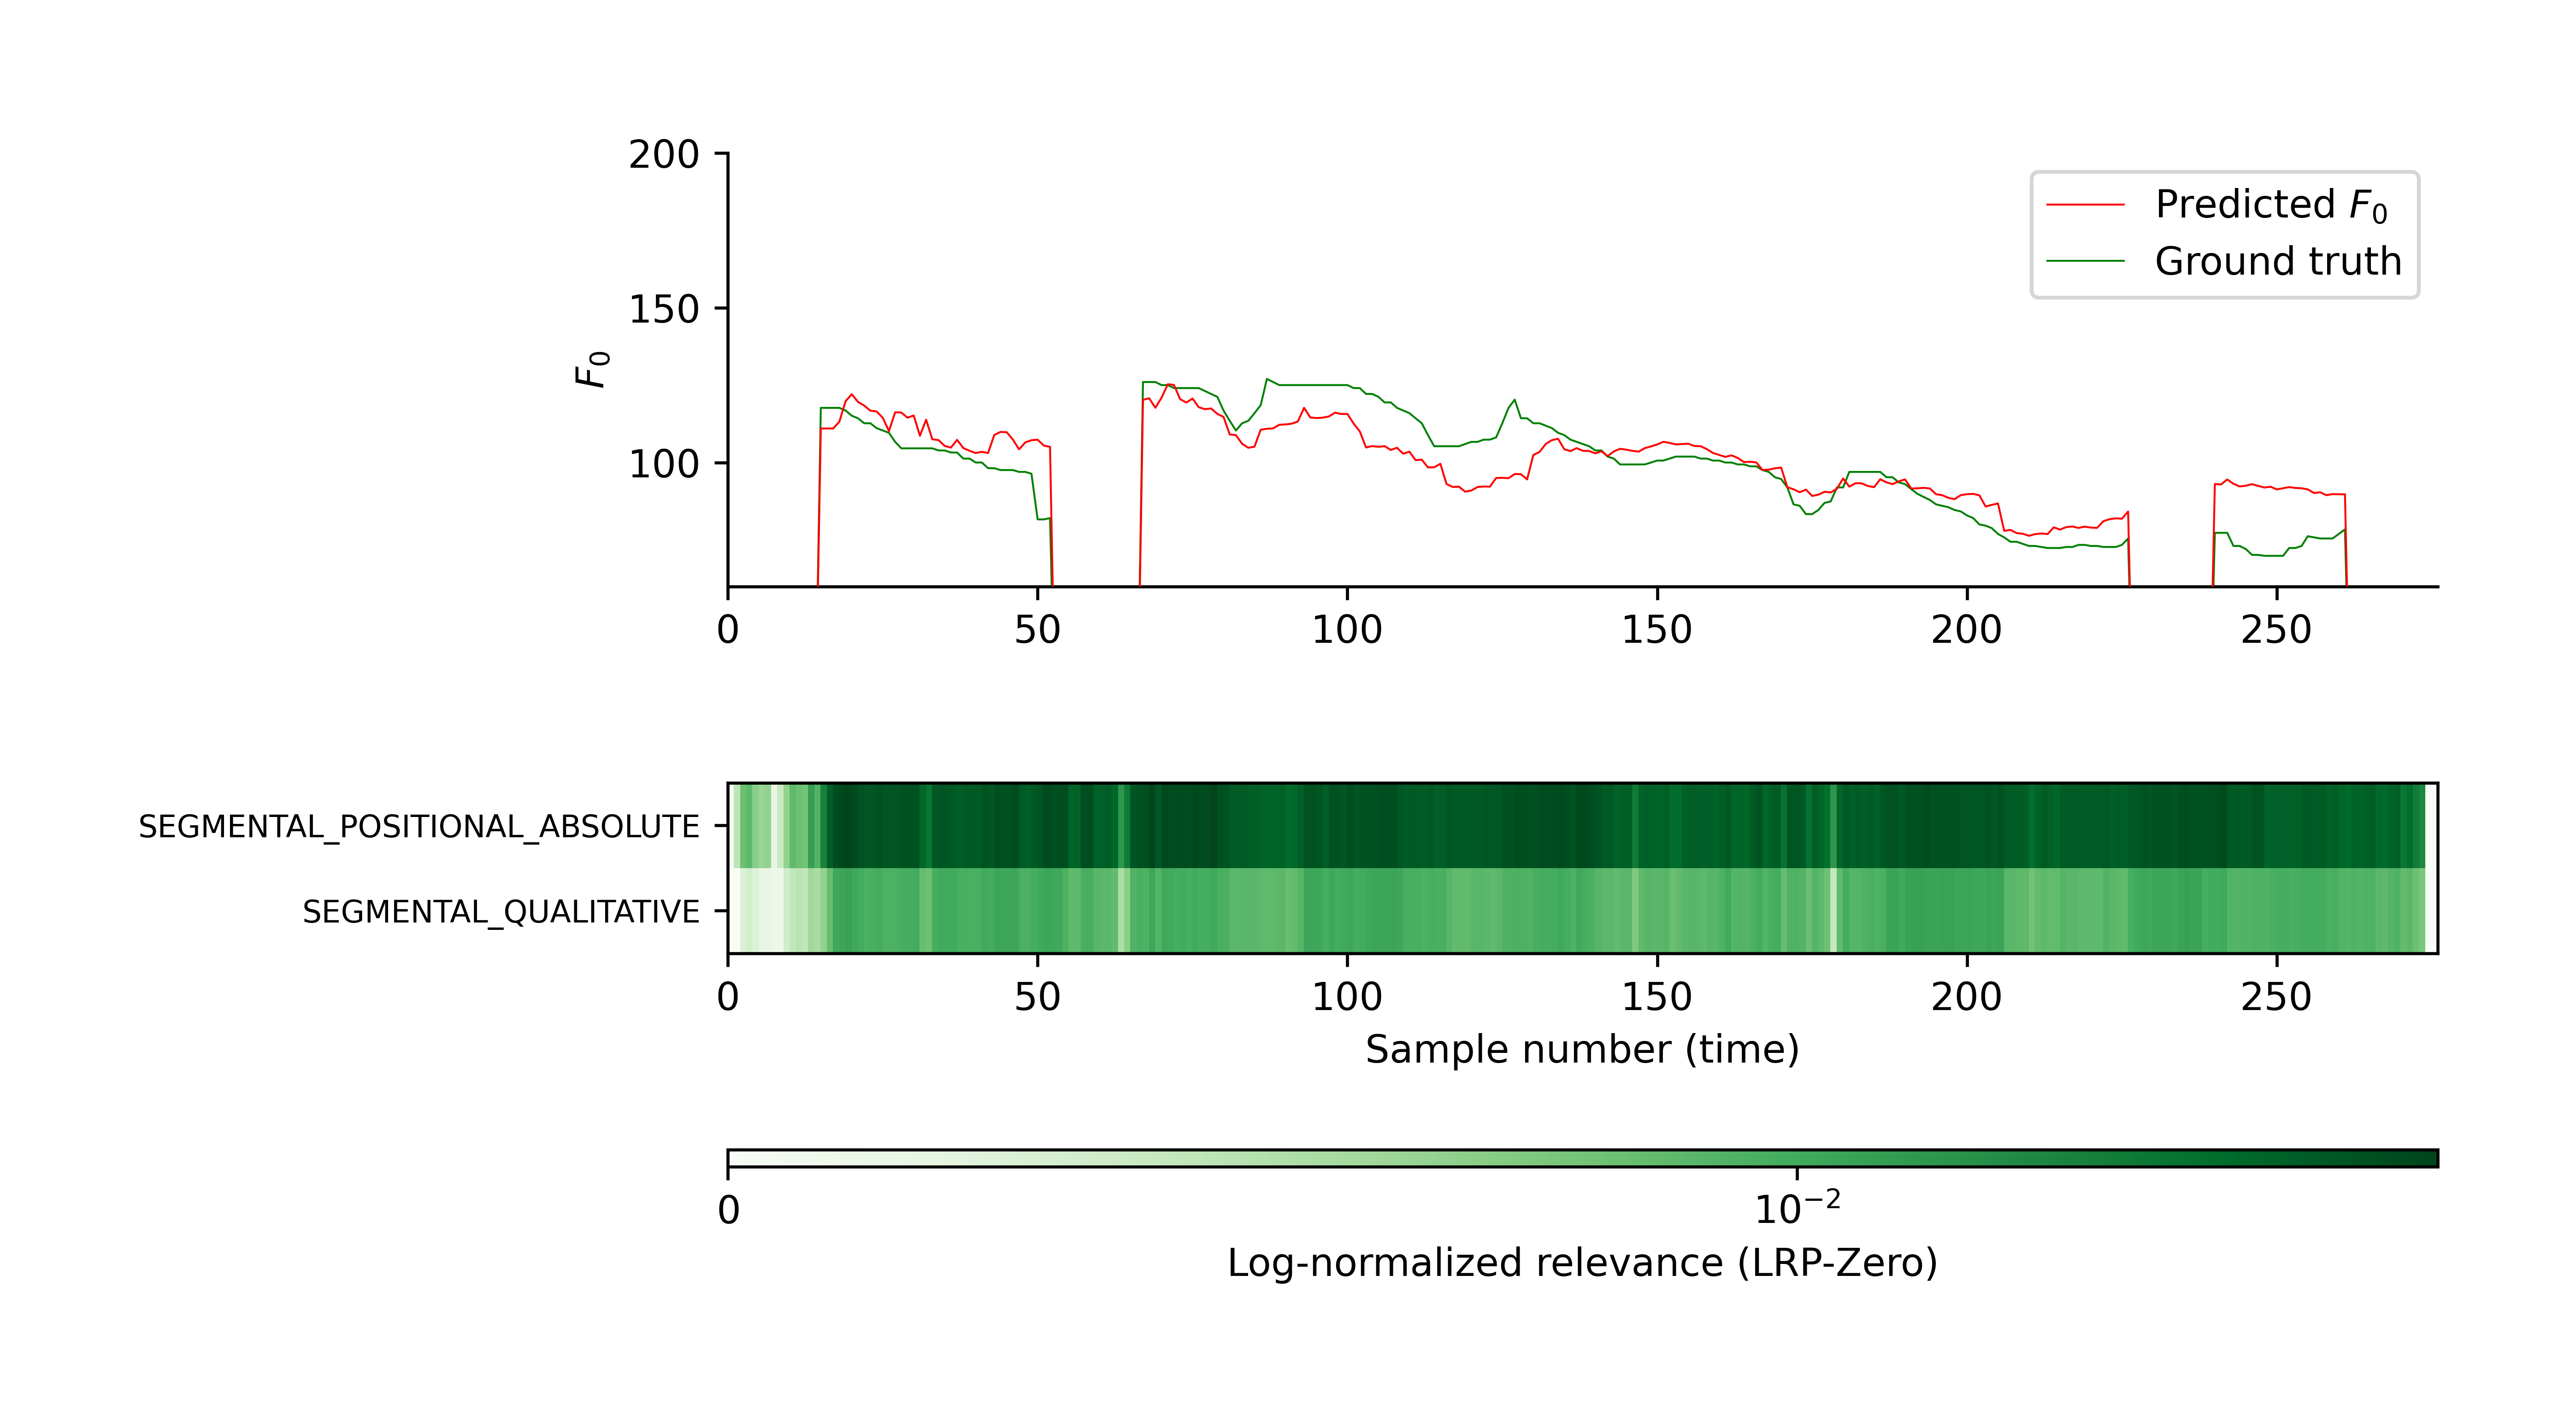 200
150
100
F₀
Predicted F₀
Ground truth
0 50 100 150 200 250
SEGMENTAL_POSITIONAL_ABSOLUTE
SEGMENTAL_QUALITATIVE
0 50 100 150 200 250
Sample number (time)
0 10⁻²
Log-normalized relevance (LRP-Zero)